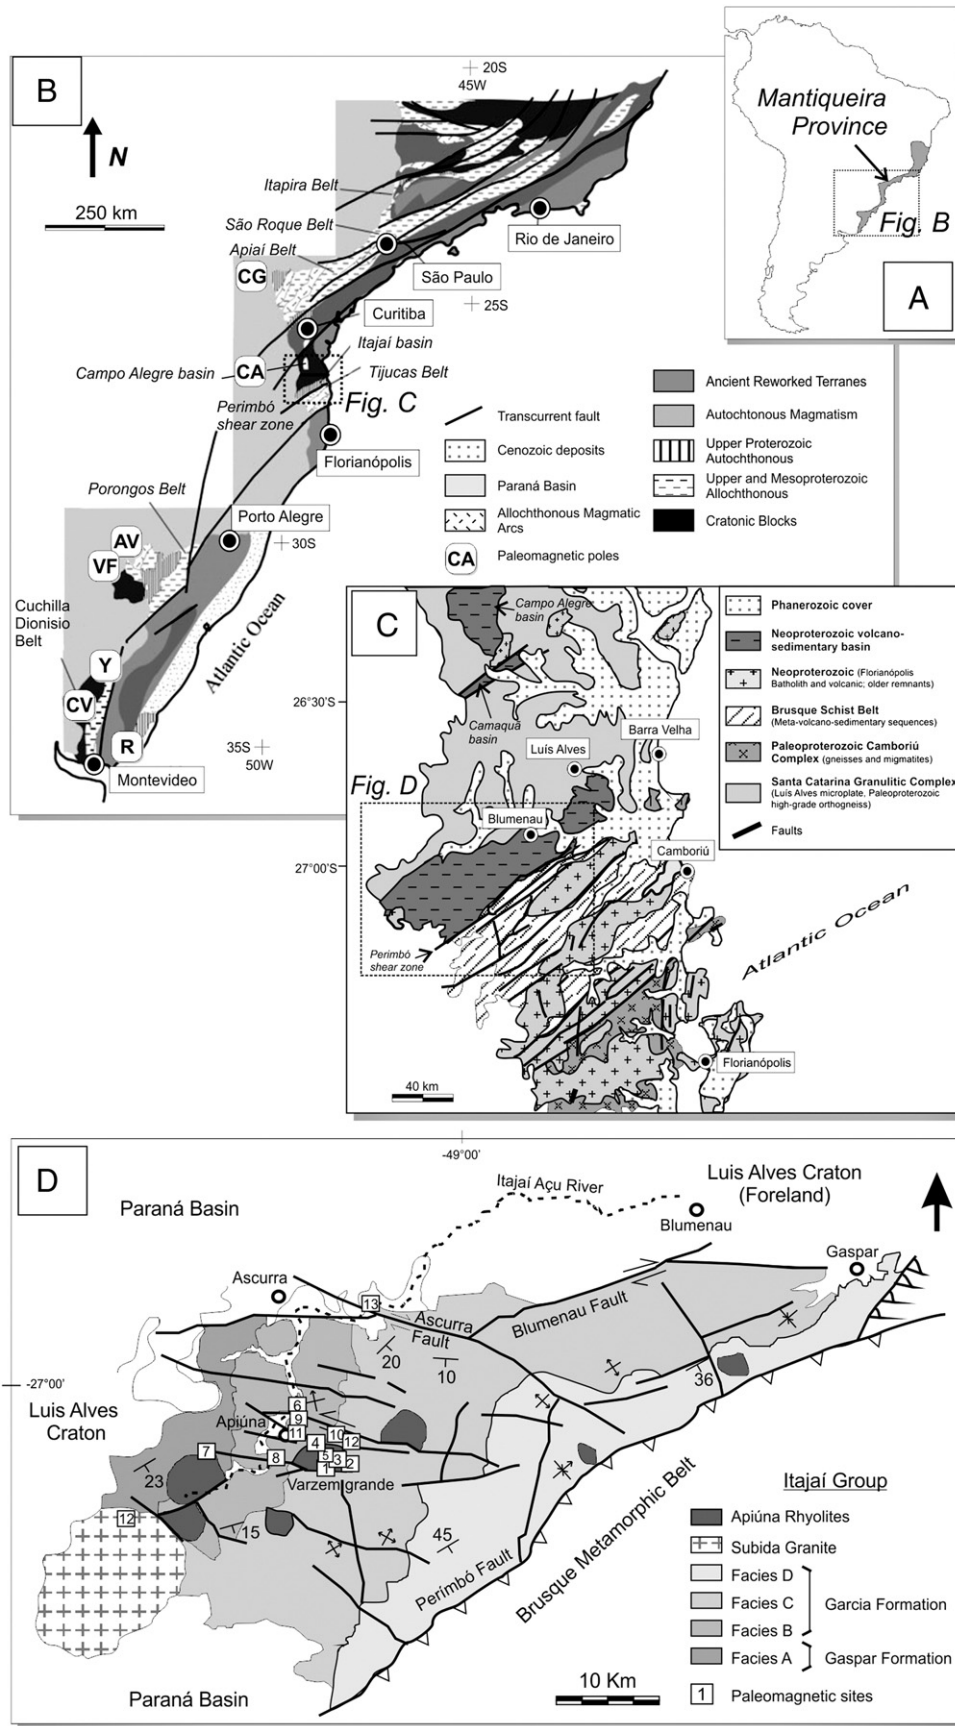 B
N
250 km
20S
45W
Itapira Belt
São Roque Belt
Apiaí Belt
CG
Rio de Janeiro
São Paulo
25S
Curitiba
Itajaí basin
Campo Alegre basin
CA
Tijucas Belt
Perimbó
shear zone
Fig. C
Florianópolis
Porongos Belt
Porto Alegre
30S
AV
VF
Cuchilla
Dionisio
Belt
Atlantic Ocean
Y
CV
R
35S
50W
Montevideo
Transcurrent fault
Cenozoic deposits
Paraná Basin
Allochthonous Magmatic
Arcs
CA
Paleomagnetic poles
Ancient Reworked Terranes
Autochtonous Magmatism
Upper Proterozoic
Autochthonous
Upper and Mesoproterozoic
Allochthonous
Cratonic Blocks
Mantiqueira
Province
Fig. B
A
C
Campo Alegre
basin
26°30'S
Camaquã
basin
Barra Velha
Luís Alves
Fig. D
Blumenau
27°00'S
Camboriú
Perimbó
shear zone
Atlantic Ocean
Florianópolis
40 km
Phanerozoic cover
Neoproterozoic volcano-
sedimentary basin
Neoproterozoic (Florianópolis
Batholith and volcanic; older remnants)
Brusque Schist Belt
(Meta-volcano-sedimentary sequences)
Paleoproterozoic Camboriú
Complex (gneisses and migmatites)
Santa Catarina Granulitic Complex
(Luís Alves microplate, Paleoproterozoic
high-grade orthogneiss)
Faults
D
-49°00'
Paraná Basin
Itajaí Açu River
Luis Alves Craton
(Foreland)
Blumenau
Gaspar
Ascurra
13
Ascurra
Fault
Blumenau Fault
20
10
36
-27°00'
Luis Alves
Craton
Apiúna
6
9
11
10
12
4
7
8
5
3
1
2
Varzem grande
23
12
15
45
Perimbó Fault
Brusque Metamorphic Belt
Paraná Basin
10 Km
Itajaí Group
Apiúna Rhyolites
Subida Granite
Facies D
Facies C
Garcia Formation
Facies B
Facies A
Gaspar Formation
1
Paleomagnetic sites